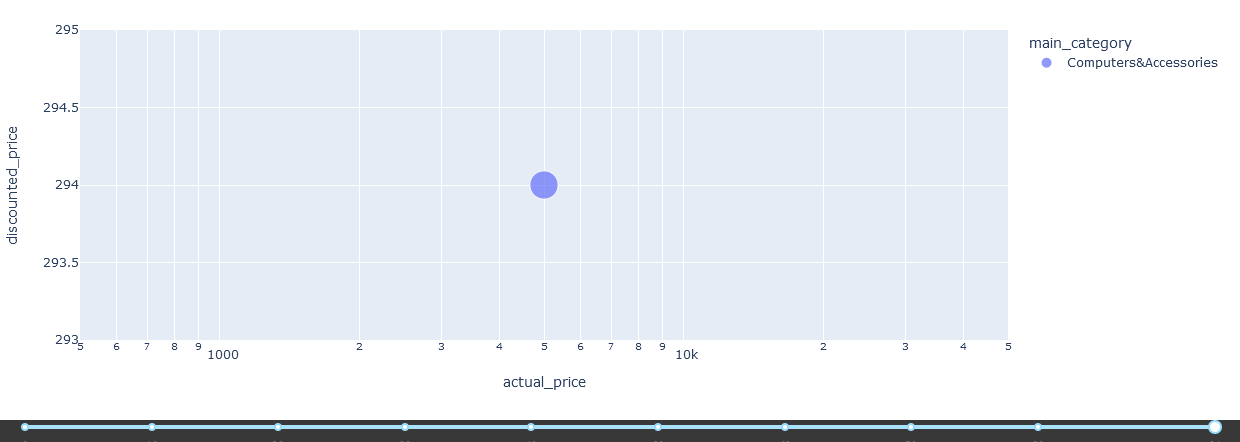 295
294.5
294
293.5
293
discounted_price
5 6 7 8 9 1000 2 3 4 5 6 7 8 9 10k 2 3 4 5
actual_price
main_category
Computers&Accessories